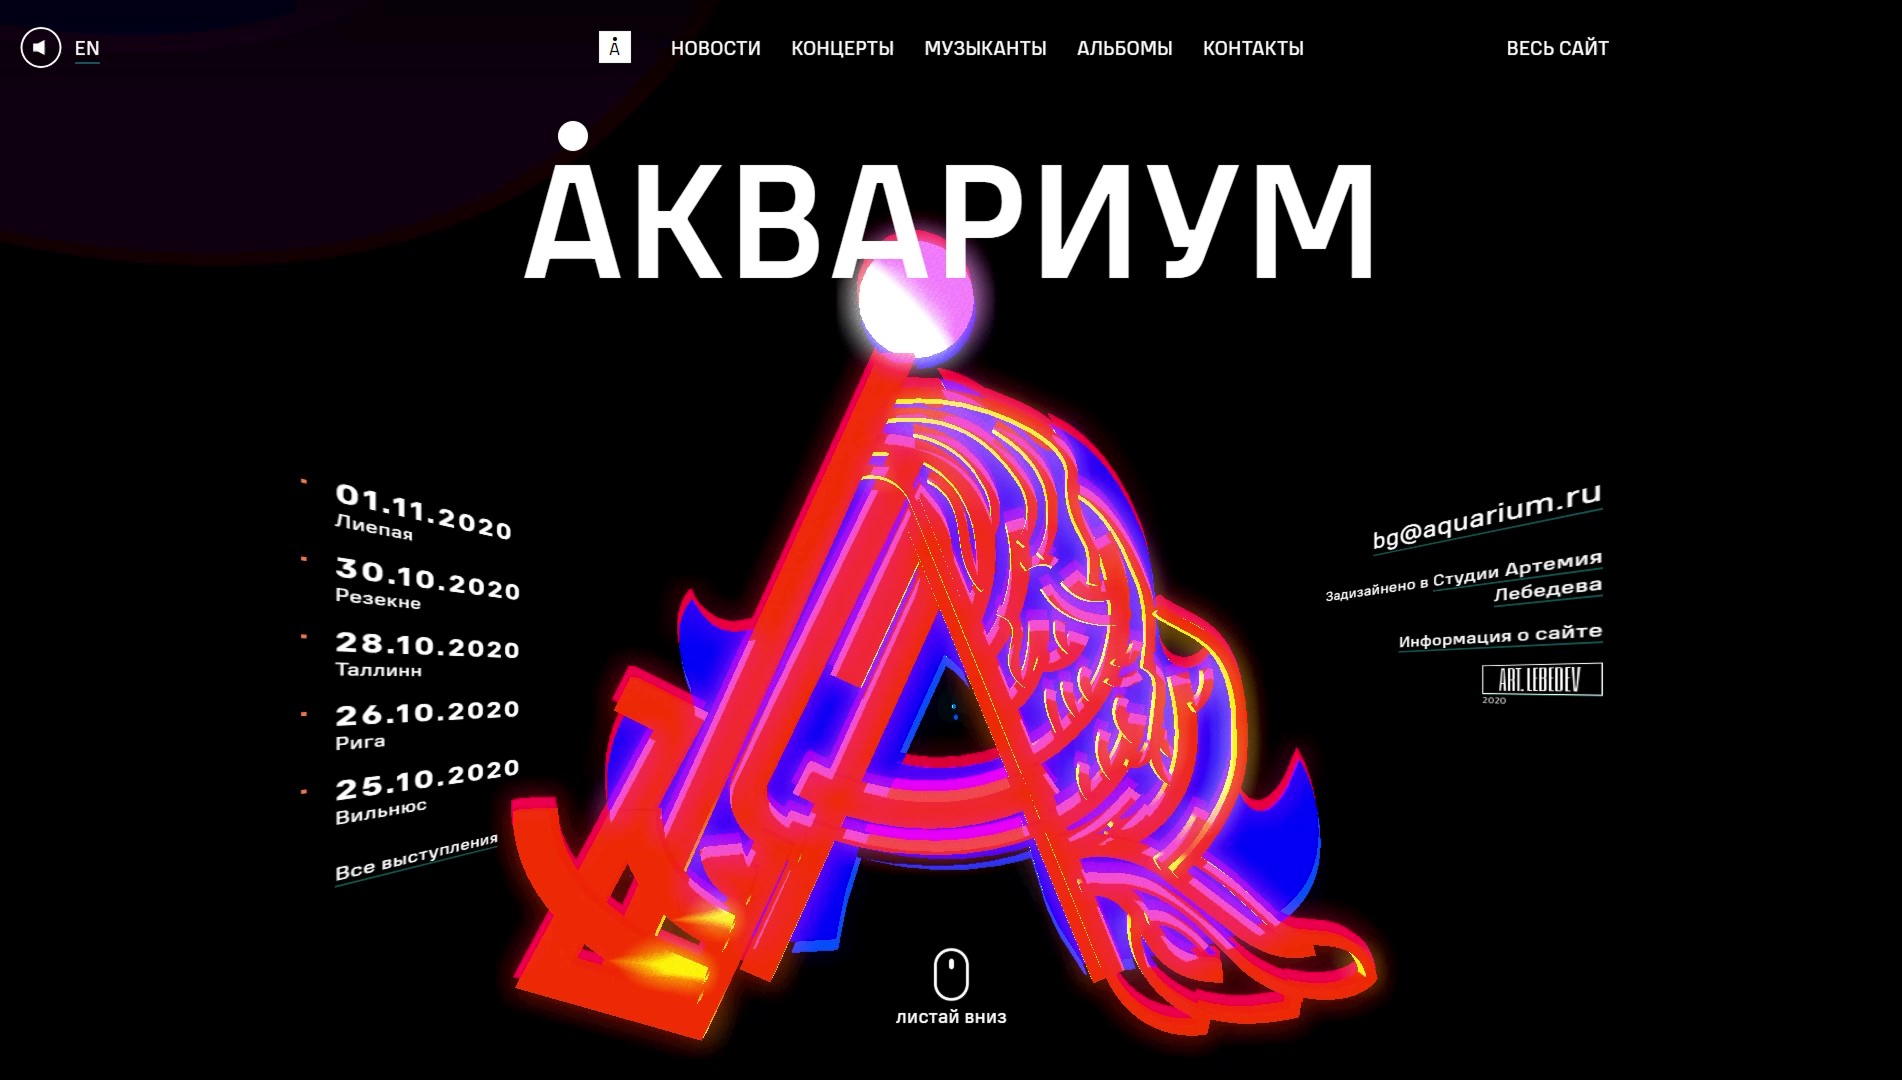 EN
Å
НОВОСТИ
КОНЦЕРТЫ
МУЗЫКАНТЫ
АЛЬБОМЫ
КОНТАКТЫ
ВЕСЬ САЙТ
А̊КВАРИУМ
01.11.2020
Лиепая
30.10.2020
Резекне
28.10.2020
Таллинн
26.10.2020
Рига
25.10.2020
Вильнюс
Все выступления
bg@aquarium.ru
Задизайнено в Студии Артемия
Лебедева
Информация о сайте
ART. LEBEDEV
2020
листай вниз